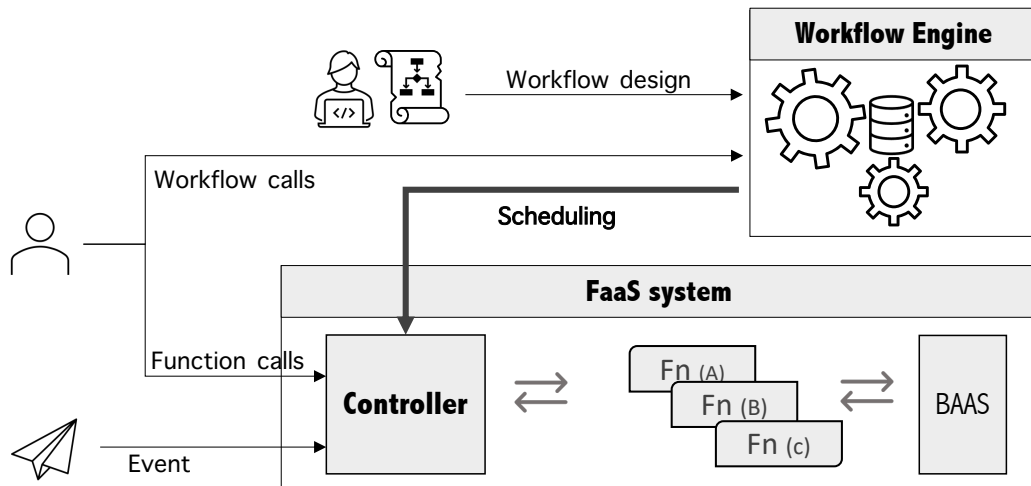 Workflow Engine
Workflow design
</>
Workflow calls
Scheduling
FaaS system
Function calls
Controller
Fn (A)
Fn (B)
Fn (c)
BAAS
Event